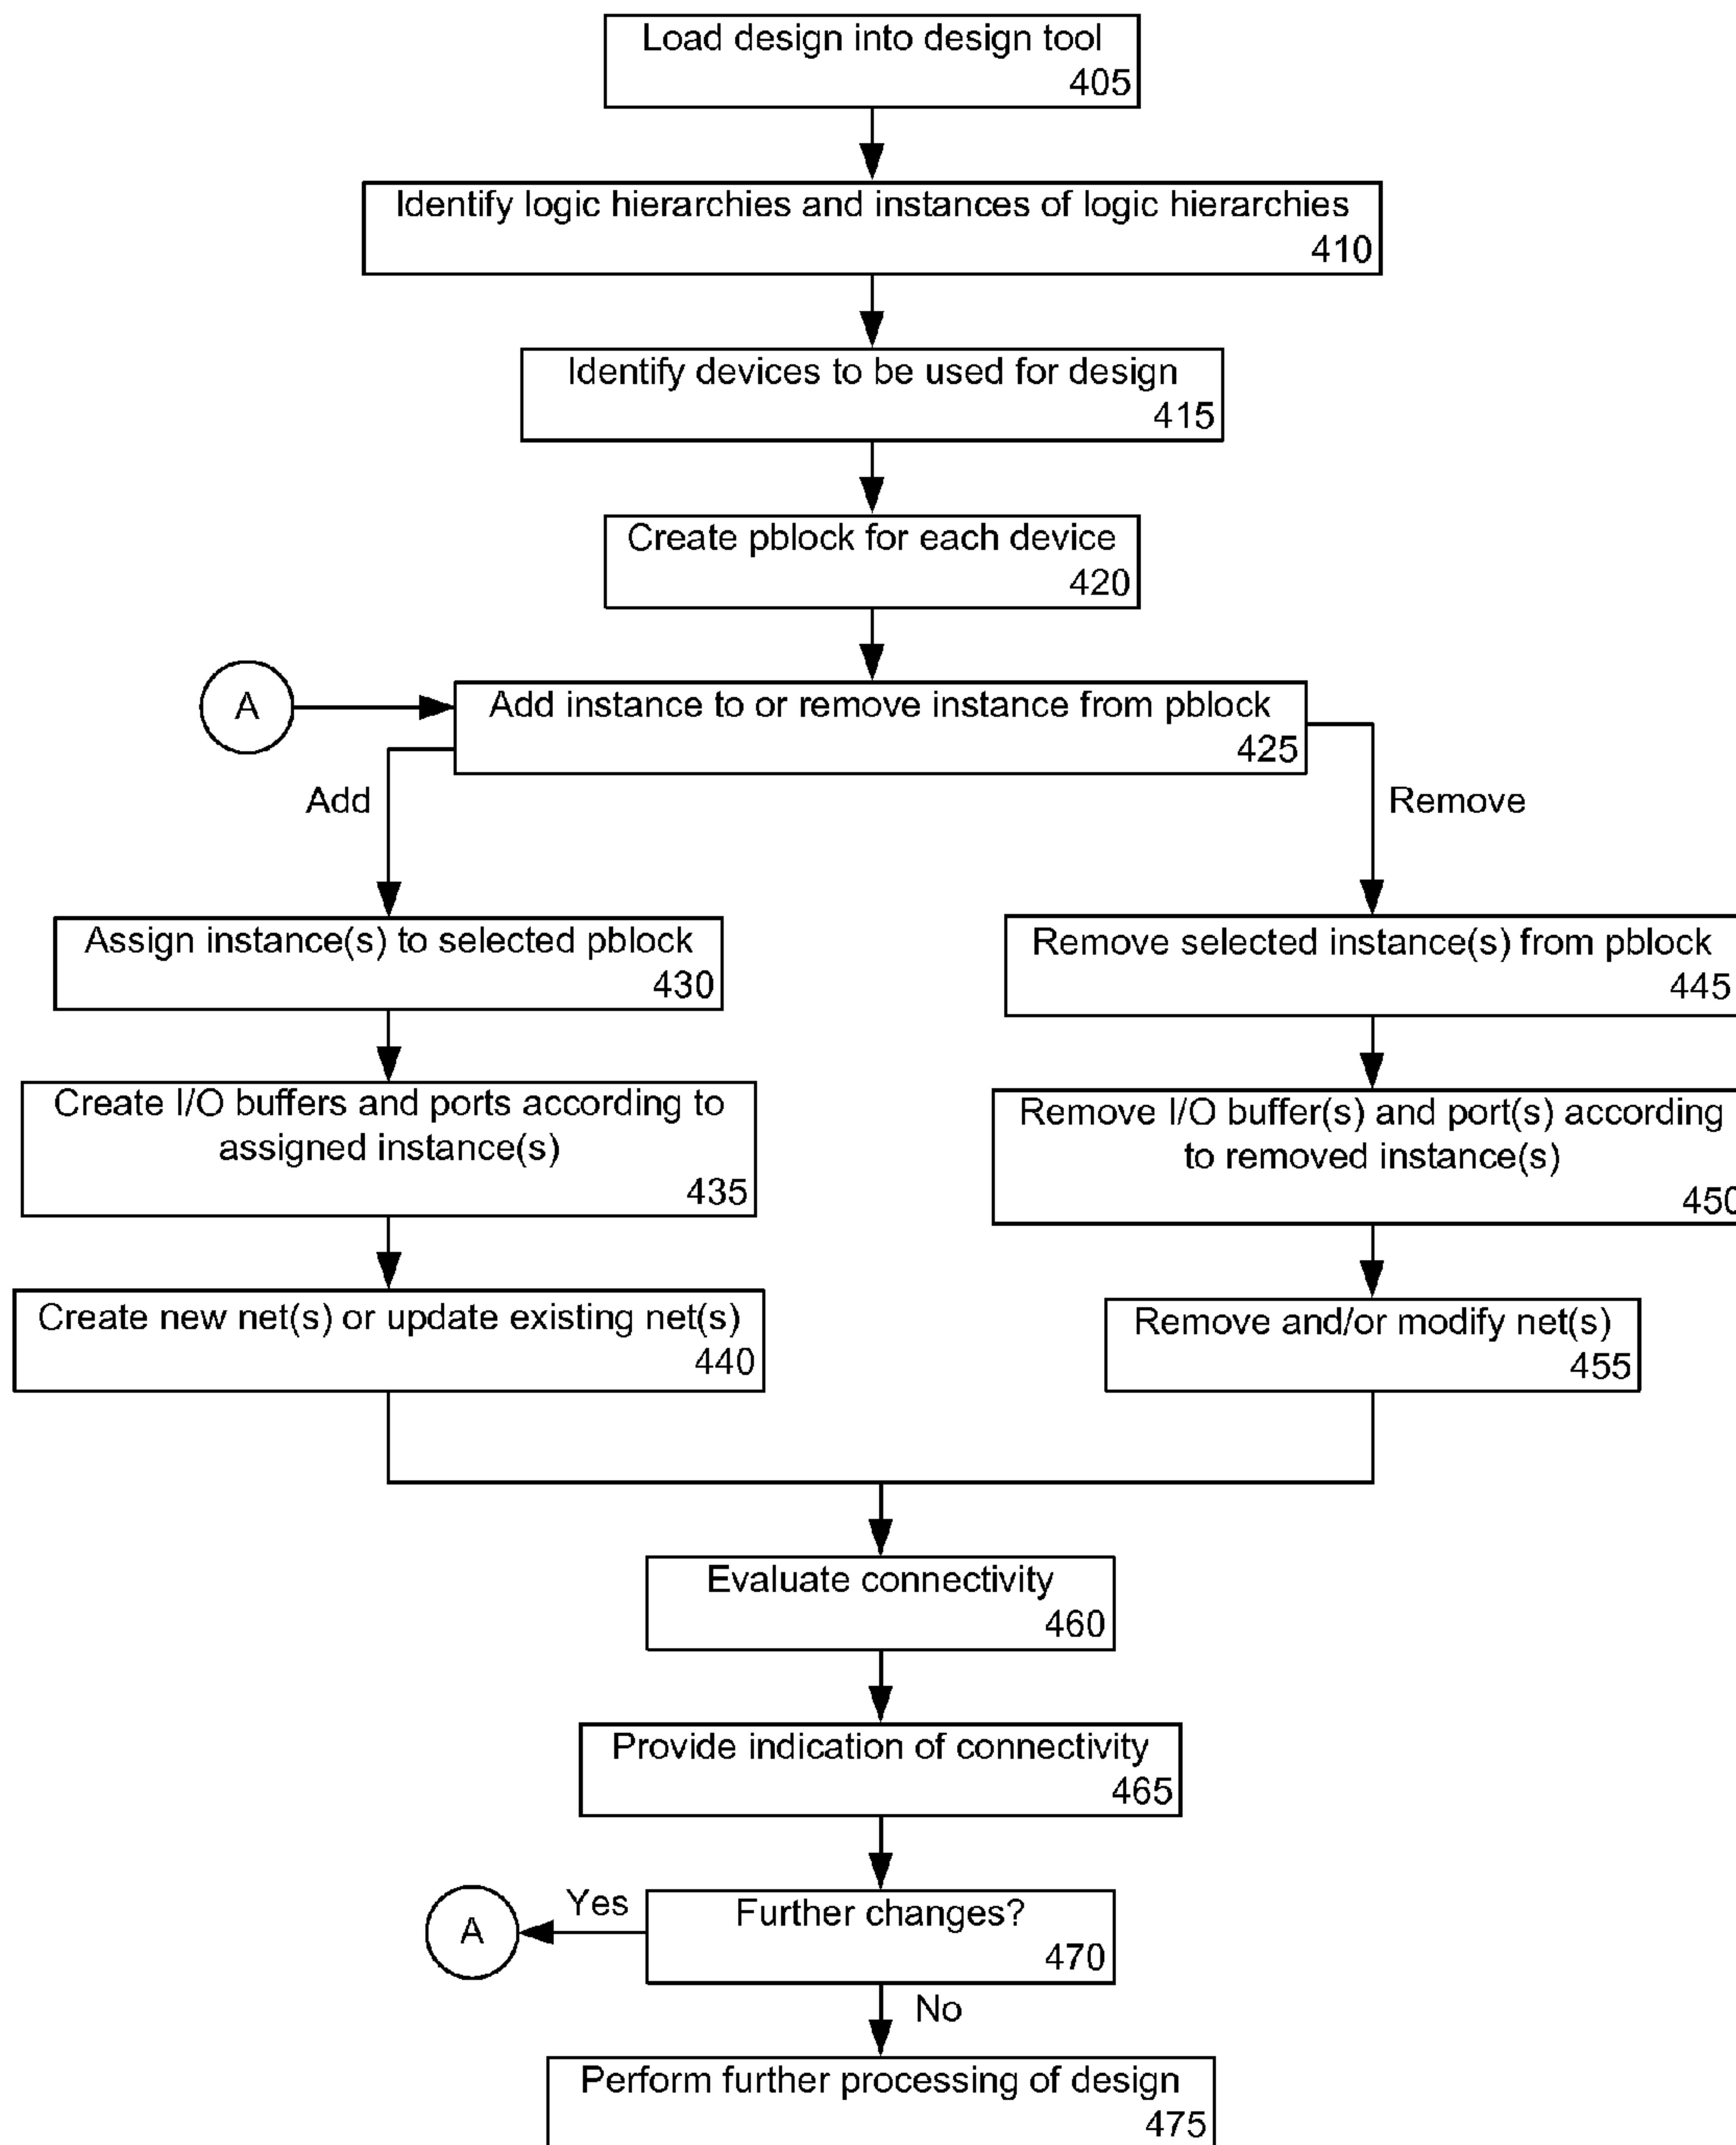 Load design into design tool
405
Identify logic hierarchies and instances of logic hierarchies
410
Identify devices to be used for design
415
Create pblock for each device
420
A
Add instance to or remove instance from pblock
425
Add
Remove
Assign instance(s) to selected pblock
430
Create I/O buffers and ports according to
assigned instance(s)
435
Create new net(s) or update existing net(s)
440
Remove selected instance(s) from pblock
445
Remove I/O buffer(s) and port(s) according
to removed instance(s)
450
Remove and/or modify net(s)
455
Evaluate connectivity
460
Provide indication of connectivity
465
Further changes?
470
Yes
A
No
Perform further processing of design
475